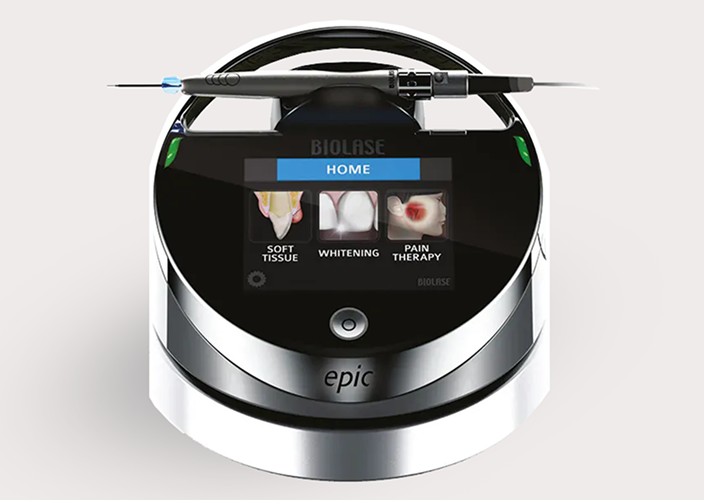 BIOLASE
HOME
SOFT
TISSUE
WHITENING
PAIN
THERAPY
BIOLASE
epic